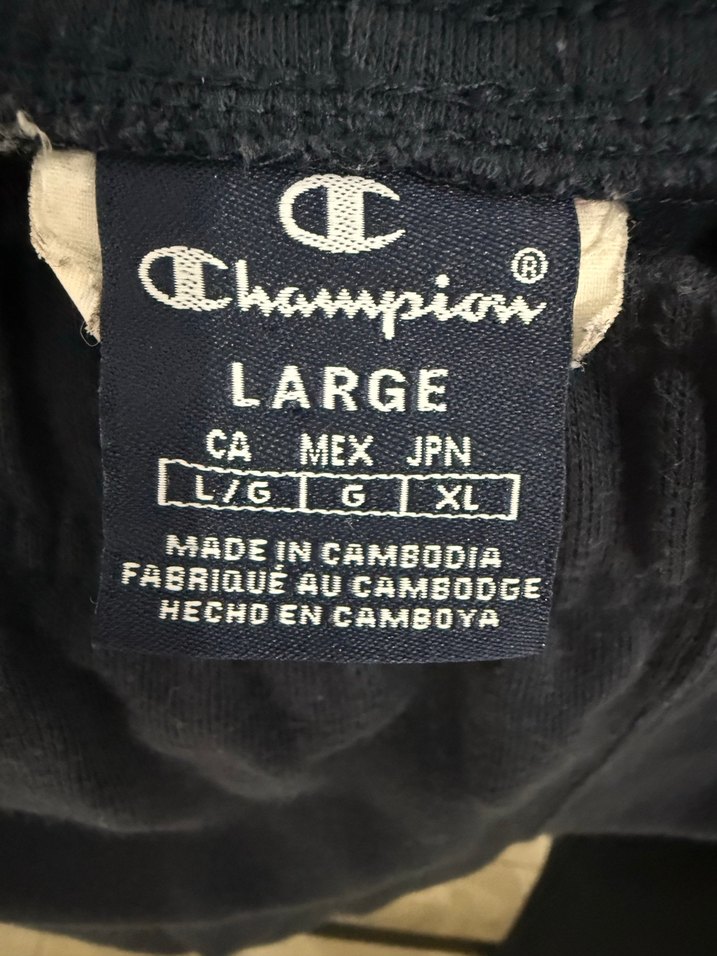 Champion®
LARGE
CA MEX JPN
L/G G XL
MADE IN CAMBODIA
FABRIQUÉ AU CAMBODGE
HECHO EN CAMBOYA